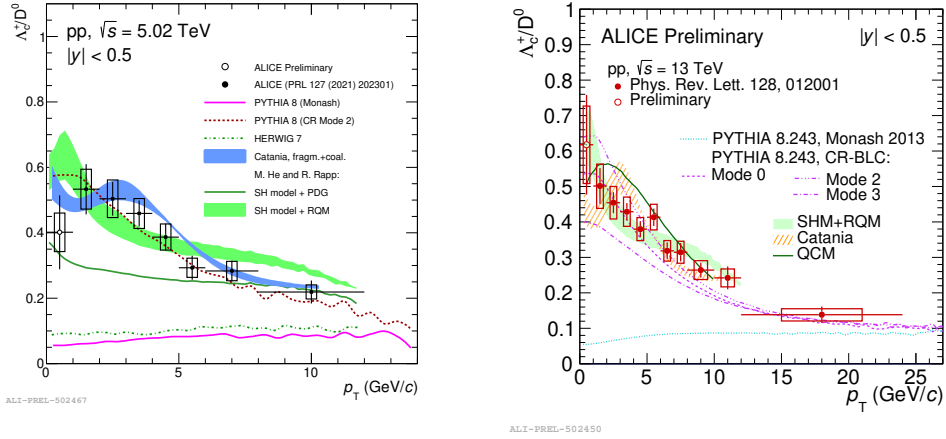 Λc+/D0
1
0.8
0.6
0.4
0.2
0
0
5
10
pT (GeV/c)
pp, √s = 5.02 TeV
|y| < 0.5
ALICE Preliminary
ALICE (PRL 127 (2021) 202301)
PYTHIA 8 (Monash)
PYTHIA 8 (CR Mode 2)
HERWIG 7
Catania, fragm.+coal.
M. He and R. Rapp:
SH model + PDG
SH model + RQM
ALI-PREL-502467
Λc+/D0
1
0.9
0.8
0.7
0.6
0.5
0.4
0.3
0.2
0.1
0
0
5
10
15
20
25
pT (GeV/c)
ALICE Preliminary
|y| < 0.5
pp, √s = 13 TeV
Phys. Rev. Lett. 128, 012001
Preliminary
PYTHIA 8.243, Monash 2013
PYTHIA 8.243, CR-BLC:
Mode 0
Mode 2
Mode 3
SHM+RQM
Catania
QCM
ALI-PREL-502450